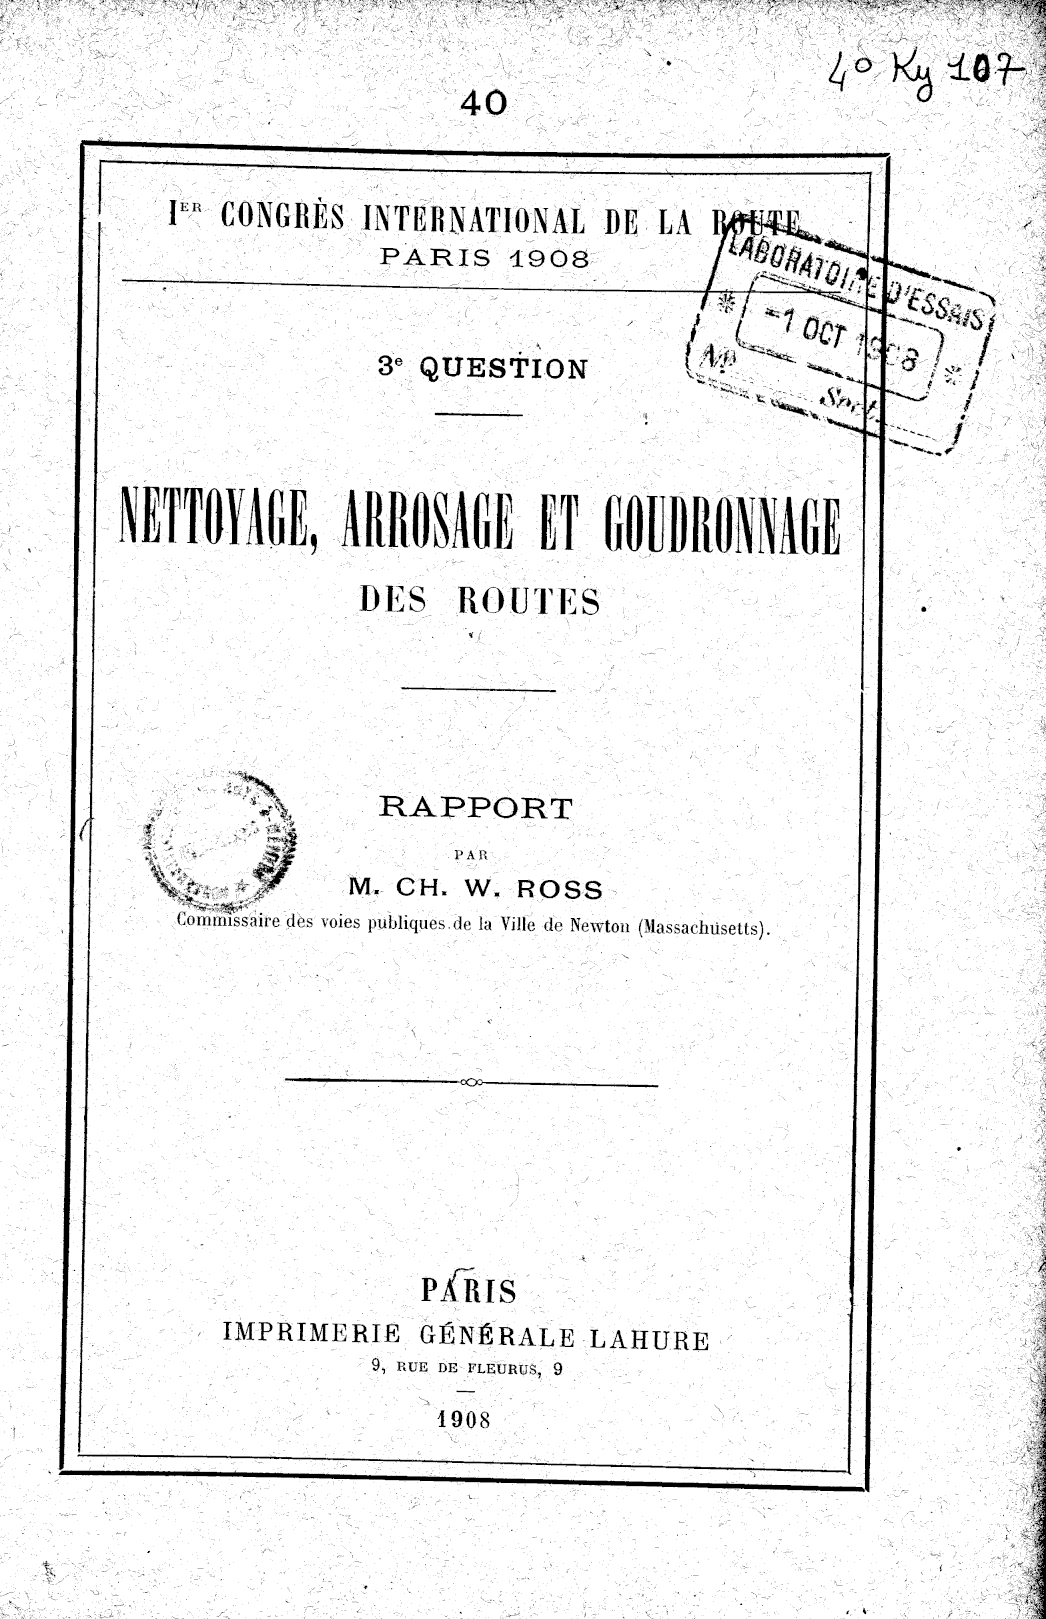 4° Ky 107
40
IER CONGRÈS INTERNATIONAL DE LA ROUTE
PARIS 1908
LABORATOIRE D'ESSAIS
-1 OCT 1908
No
Sect.
3e QUESTION
NETTOYAGE, ARROSAGE ET GOUDRONNAGE
DES ROUTES
RAPPORT
PAR
M. CH. W. ROSS
Commissaire des voies publiques de la Ville de Newton (Massachusetts).
PARIS
IMPRIMERIE GÉNÉRALE LAHURE
9, RUE DE FLEURUS, 9
1908